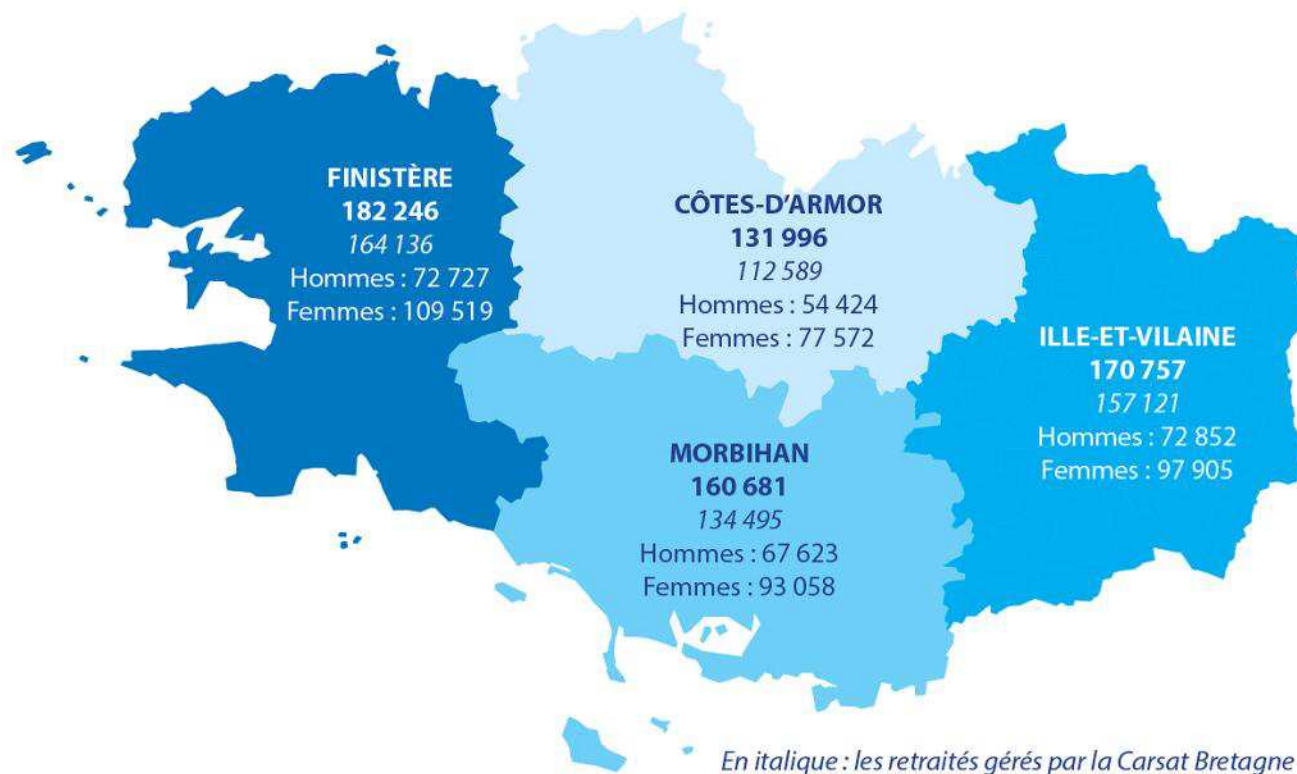 FINISTÈRE
182 246
164 136
Hommes : 72 727
Femmes : 109 519
CÔTES-D'ARMOR
131 996
112 589
Hommes : 54 424
Femmes : 77 572
ILLE-ET-VILAINE
170 757
157 121
Hommes : 72 852
Femmes : 97 905
MORBIHAN
160 681
134 495
Hommes : 67 623
Femmes : 93 058
En italique : les retraités gérés par la Carsat Bretagne